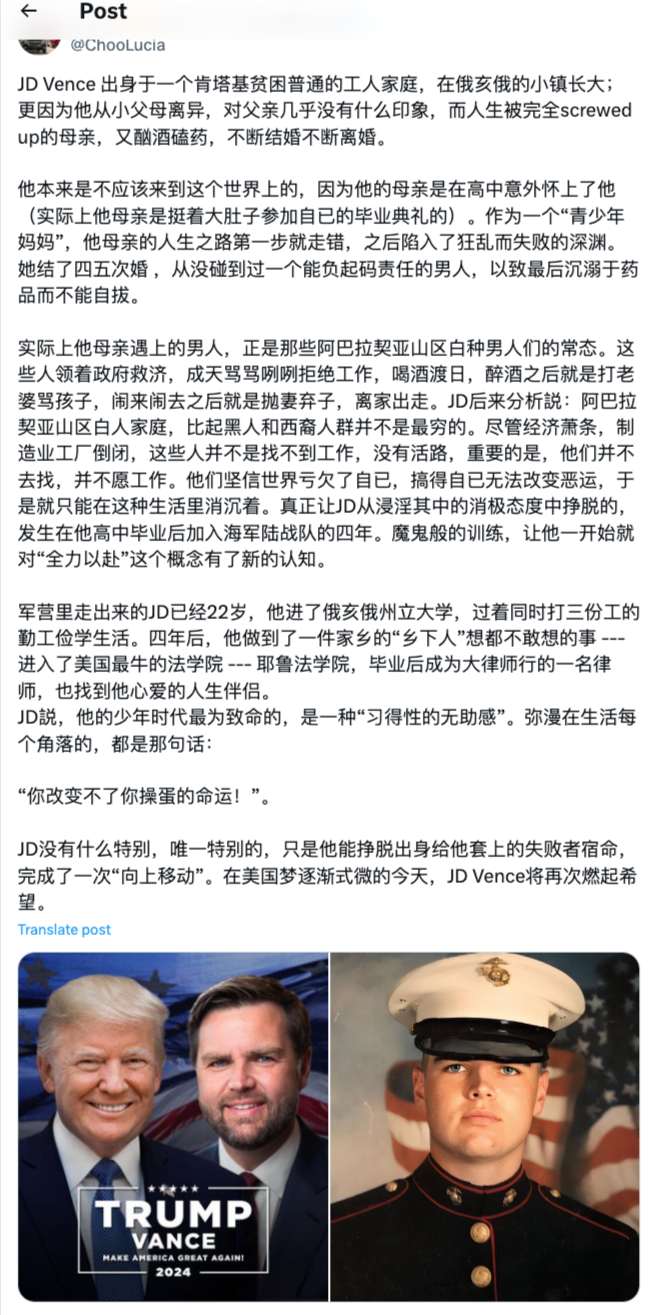 ← Post
@ChooLucia
JD Vence 出身于一个肯塔基贫困普通的工人家庭，在俄亥俄的小镇长大；
更因为他从小父母离异，对父亲几乎没有什么印象，而人生被完全screwed
up的母亲，又酗酒磕药，不断结婚不断离婚。
他本来是不应该来到这个世界上的，因为他的母亲是在高中意外怀上了他
（实际上他母亲是挺着大肚子参加自已的毕业典礼的）。作为一个“青少年
妈妈”，他母亲的人生之路第一步就走错，之后陷入了狂乱而失败的深渊。
她结了四五次婚 ，从没碰到过一个能负起码责任的男人，以致最后沉溺于药
品而不能自拔。
实际上他母亲遇上的男人，正是那些阿巴拉契亚山区白种男人们的常态。这
些人领着政府救济，成天骂骂咧咧拒绝工作，喝酒渡日，醉酒之后就是打老
婆骂孩子，闹来闹去之后就是抛妻弃子，离家出走。JD后来分析説：阿巴拉
契亚山区白人家庭，比起黑人和西裔人群并不是最穷的。尽管经济萧条，制
造业工厂倒闭，这些人并不是找不到工作，没有活路，重要的是，他们并不
去找，并不愿工作。他们坚信世界亏欠了自已，搞得自已无法改变恶运，于
是就只能在这种生活里消沉着。真正让JD从浸淫其中的消极态度中挣脱的，
发生在他高中毕业后加入海军陆战队的四年。魔鬼般的训练，让他一开始就
对“全力以赴”这个概念有了新的认知。
军营里走出来的JD已经22岁，他进了俄亥俄州立大学，过着同时打三份工的
勤工俭学生活。四年后，他做到了一件家乡的“乡下人”想都不敢想的事 ---
进入了美国最牛的法学院 --- 耶鲁法学院，毕业后成为大律师行的一名律
师，也找到他心爱的人生伴侣。
JD説，他的少年时代最为致命的，是一种“习得性的无助感”。弥漫在生活每
个角落的，都是那句话：
“你改变不了你操蛋的命运！”。
JD没有什么特别，唯一特别的，只是他能挣脱出身给他套上的失败者宿命，
完成了一次“向上移动”。在美国梦逐渐式微的今天，JD Vence将再次燃起希
望。
Translate post
TRUMP
VANCE
MAKE AMERICA GREAT AGAIN!
2024